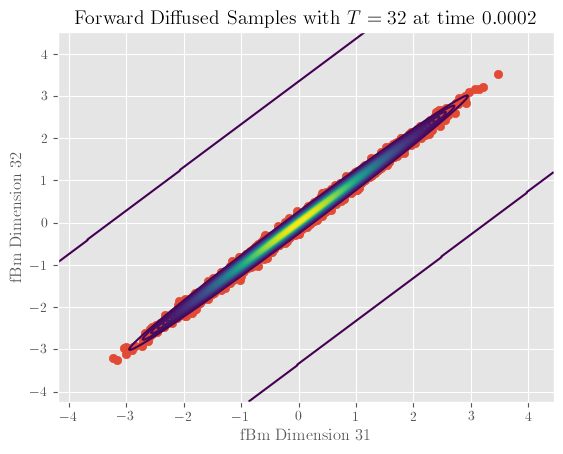 Forward Diffused Samples with T = 32 at time 0.0002
4
3
2
1
0
−1
−2
−3
−4
fBm Dimension 32
−4 −3 −2 −1 0 1 2 3 4
fBm Dimension 31